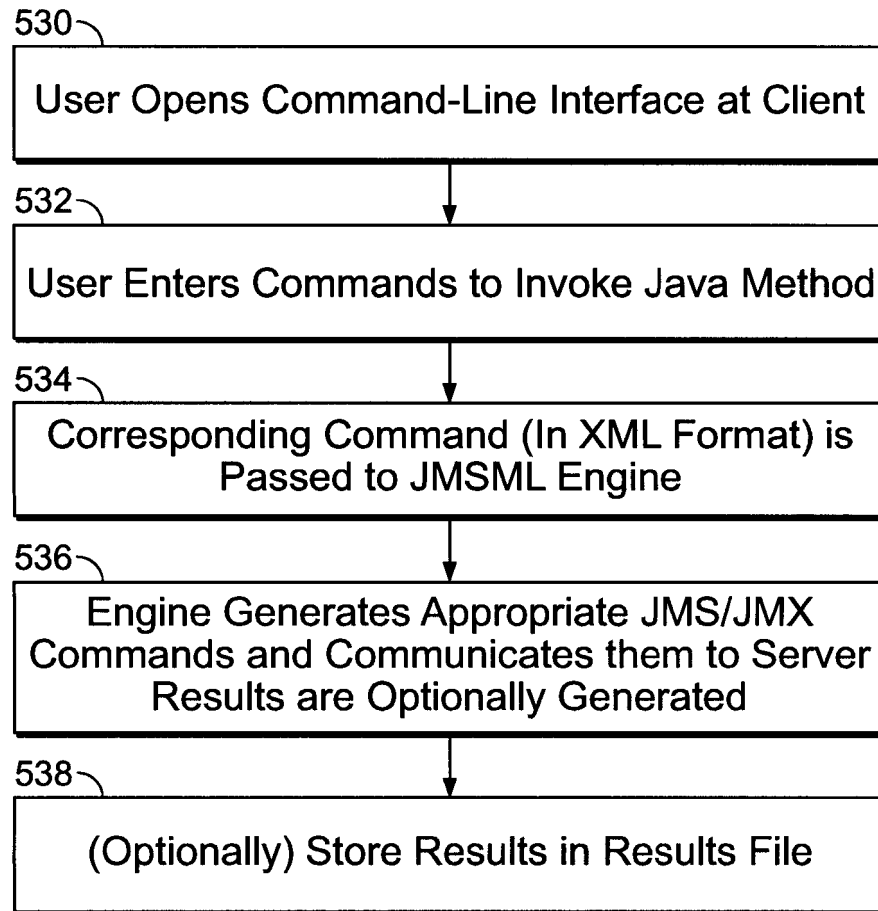 530
User Opens Command-Line Interface at Client
532
User Enters Commands to Invoke Java Method
534
Corresponding Command (In XML Format) is
Passed to JMSML Engine
536
Engine Generates Appropriate JMS/JMX
Commands and Communicates them to Server
Results are Optionally Generated
538
(Optionally) Store Results in Results File